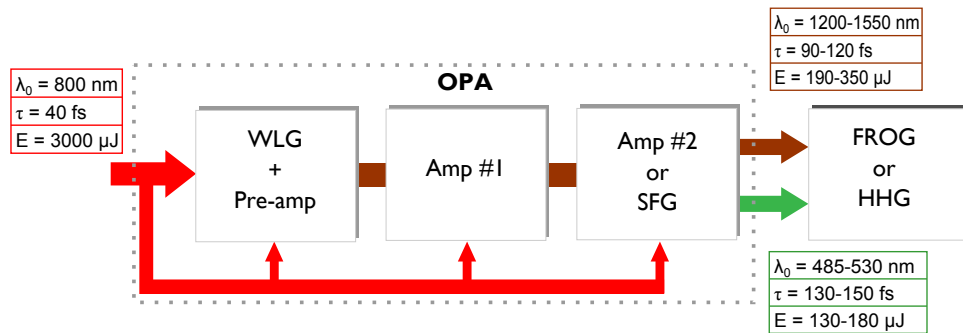 λ0 = 800 nm
τ = 40 fs
E = 3000 µJ
OPA
WLG
+
Pre-amp
Amp #1
Amp #2
or
SFG
λ0 = 1200-1550 nm
τ = 90-120 fs
E = 190-350 µJ
FROG
or
HHG
λ0 = 485-530 nm
τ = 130-150 fs
E = 130-180 µJ